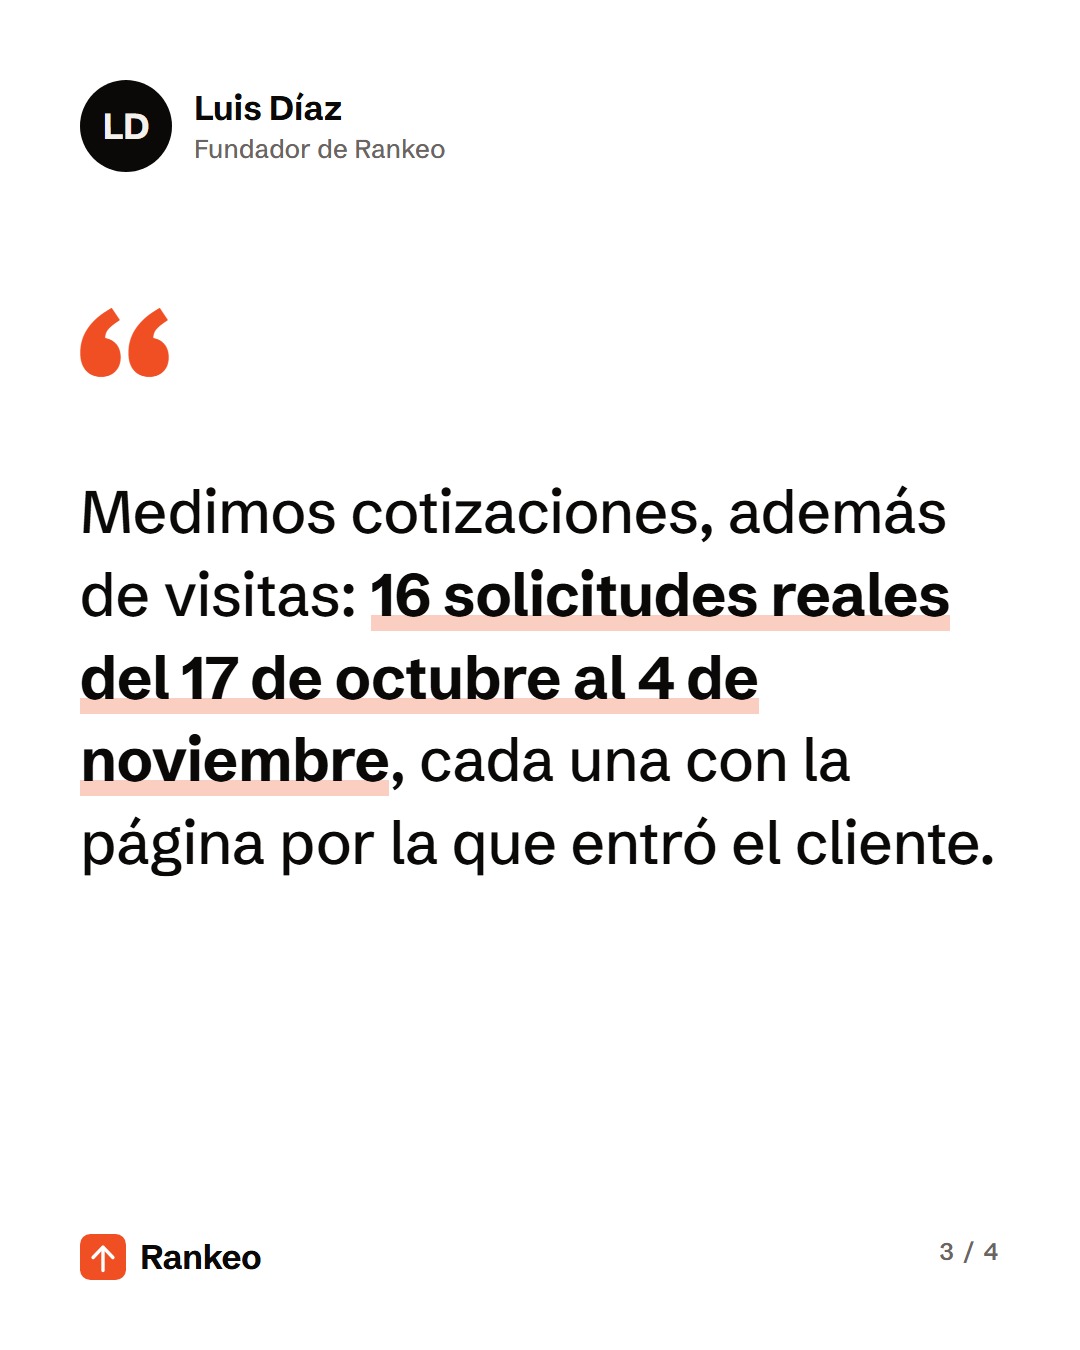 LD
Luis Díaz
Fundador de Rankeo
“
Medimos cotizaciones, además
de visitas: 16 solicitudes reales
del 17 de octubre al 4 de
noviembre, cada una con la
página por la que entró el cliente.
Rankeo
3 / 4